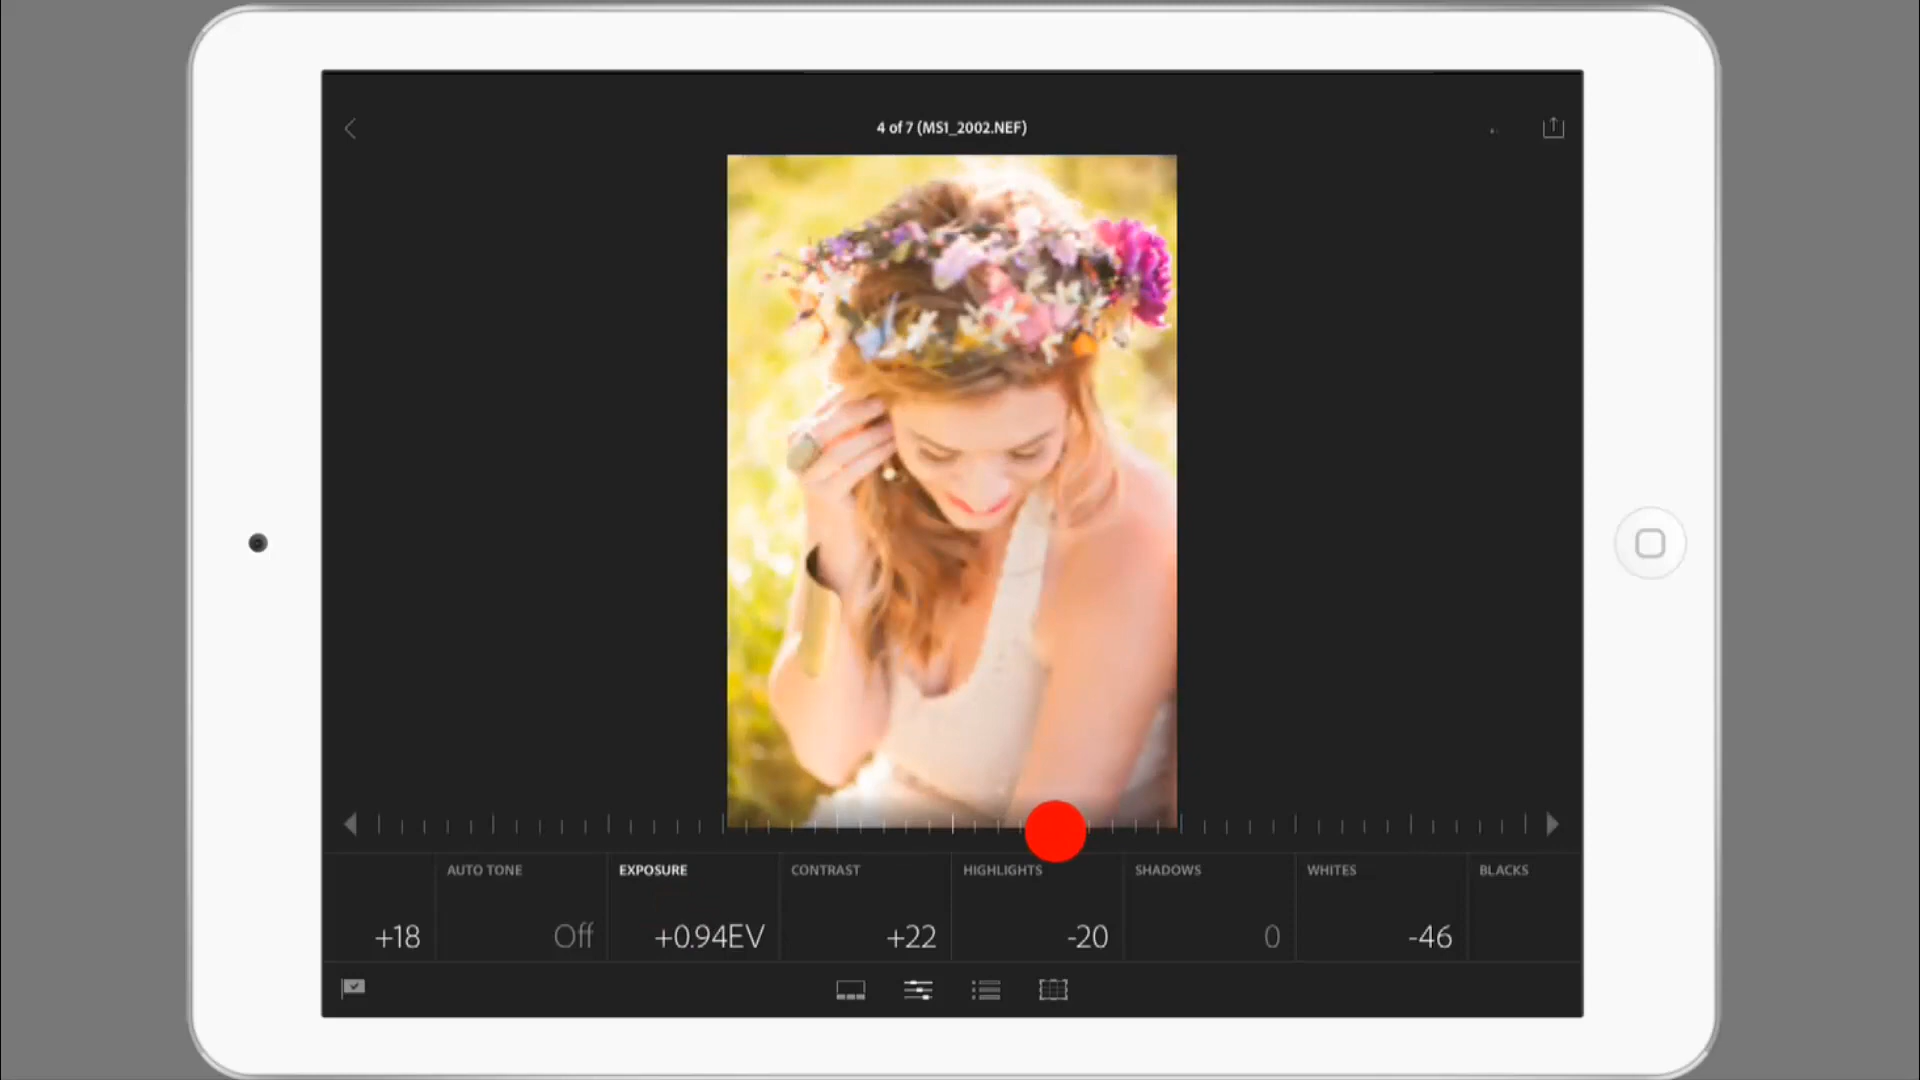 4 of 7 (MS1_2002.NEF)
AUTO TONE EXPOSURE CONTRAST HIGHLIGHTS SHADOWS WHITES BLACKS
+18 Off +0.94EV +22 -20 0 -46